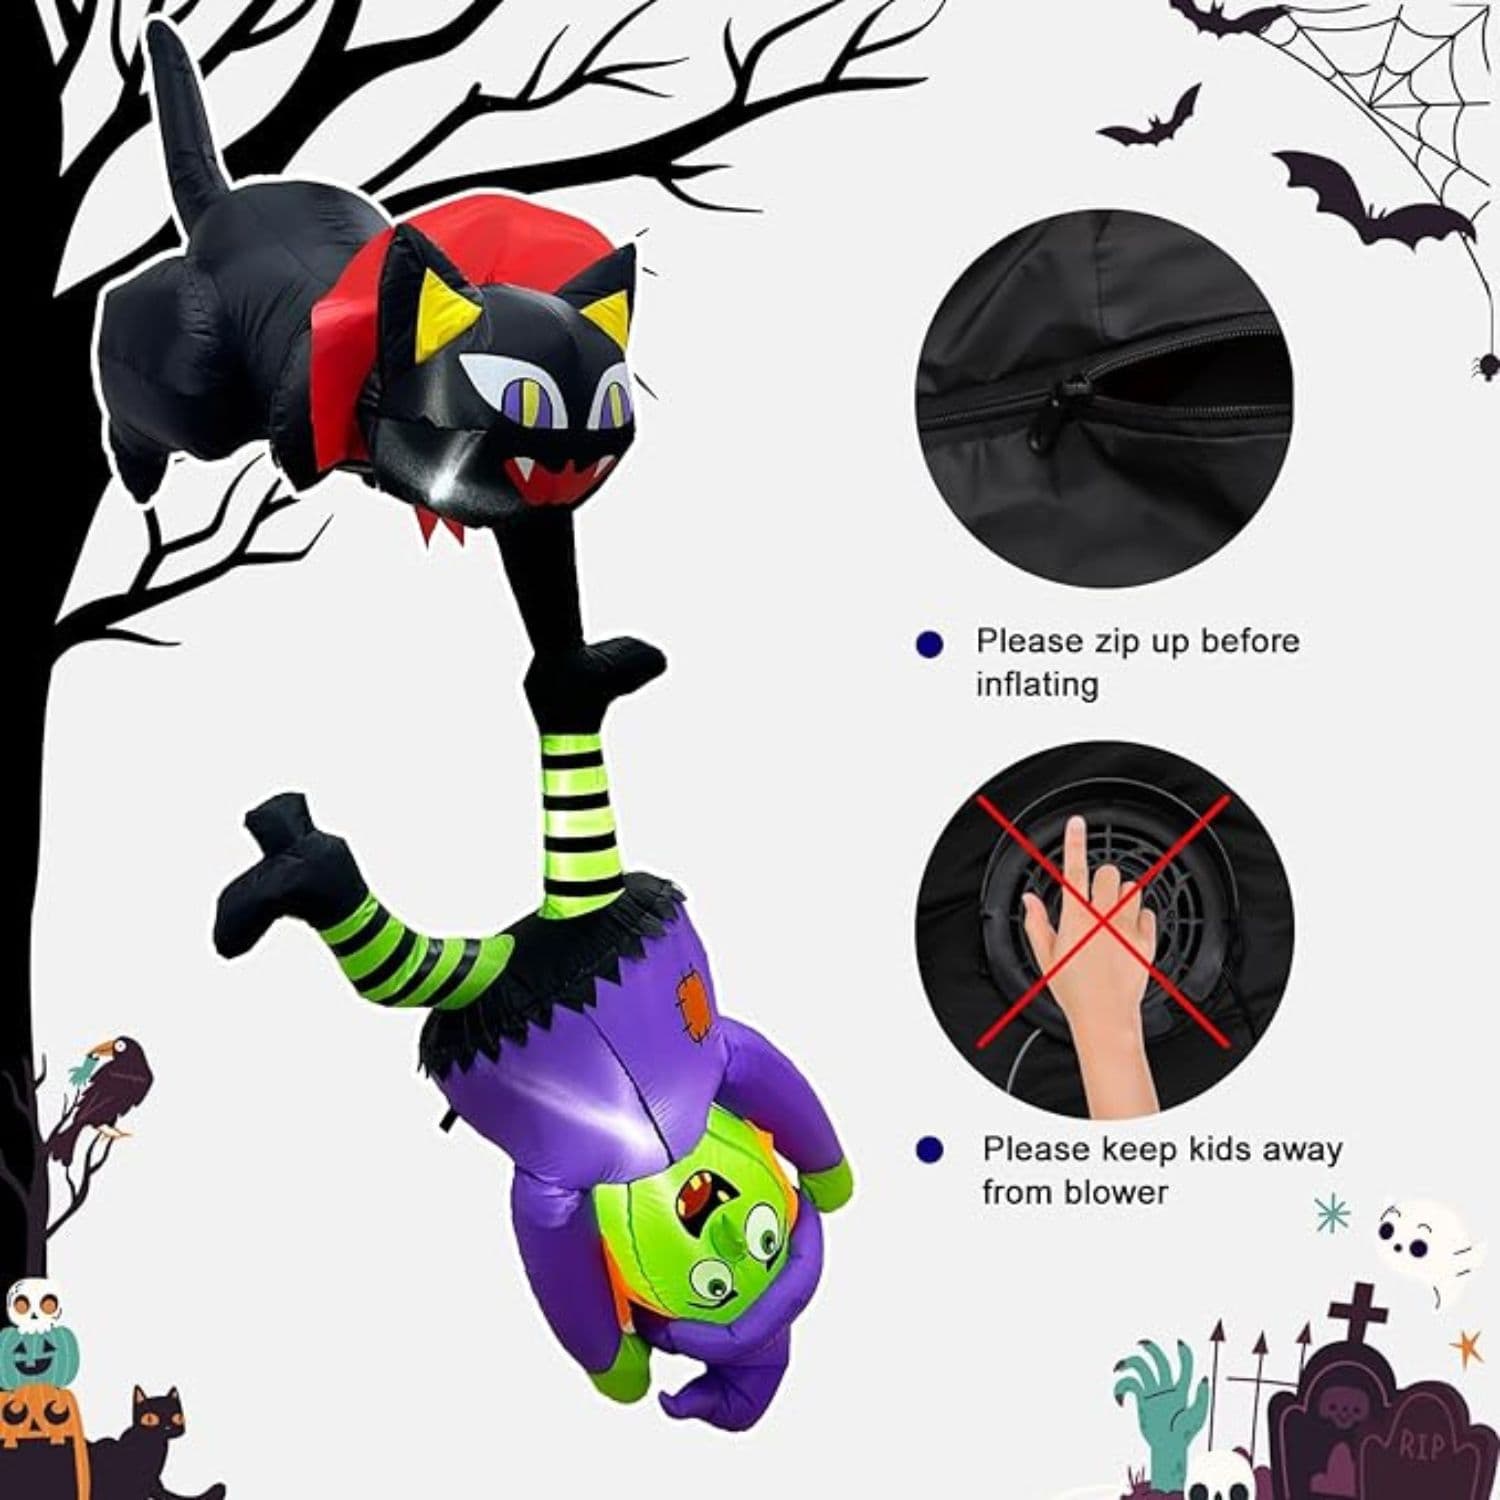 Please zip up before
inflating
Please keep kids away
from blower
RIP